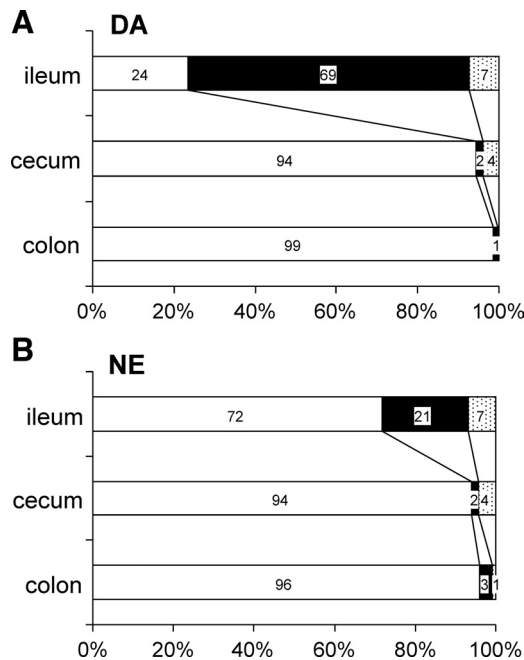 A DA
ileum 24 69 7
cecum 94 2 4
colon 99 1
0% 20% 40% 60% 80% 100%
B NE
ileum 72 21 7
cecum 94 2 4
colon 96 3 1
0% 20% 40% 60% 80% 100%